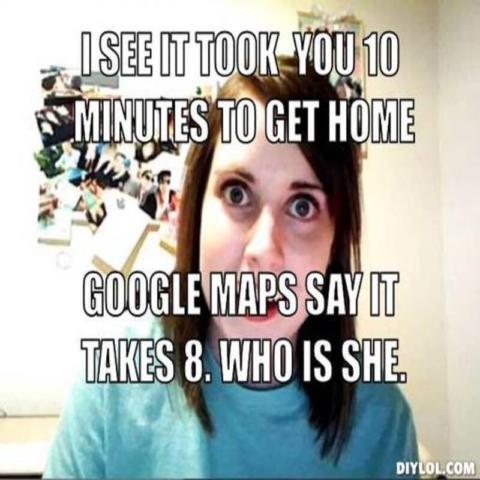 I SEE IT TOOK YOU 10
MINUTES TO GET HOME
GOOGLE MAPS SAY IT
TAKES 8. WHO IS SHE.
DIYLOL.COM